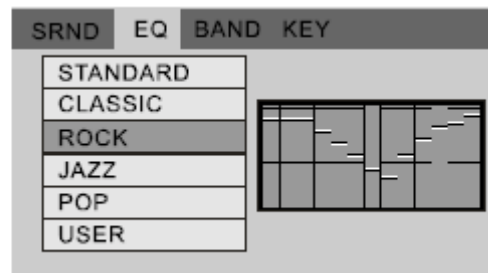 SRND EQ BAND KEY
STANDARD
CLASSIC
ROCK
JAZZ
POP
USER